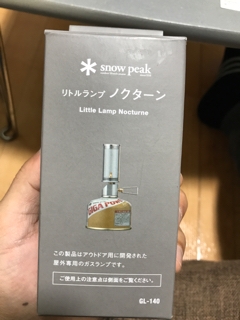 snow peak
リトルランプ ノクターン
Little Lamp Nocturne
GIGA POWER
この製品はアウトドア用に開発された
屋外専用のガスランプです。
ご使用上の注意点は側面をご覧ください。
GL-140